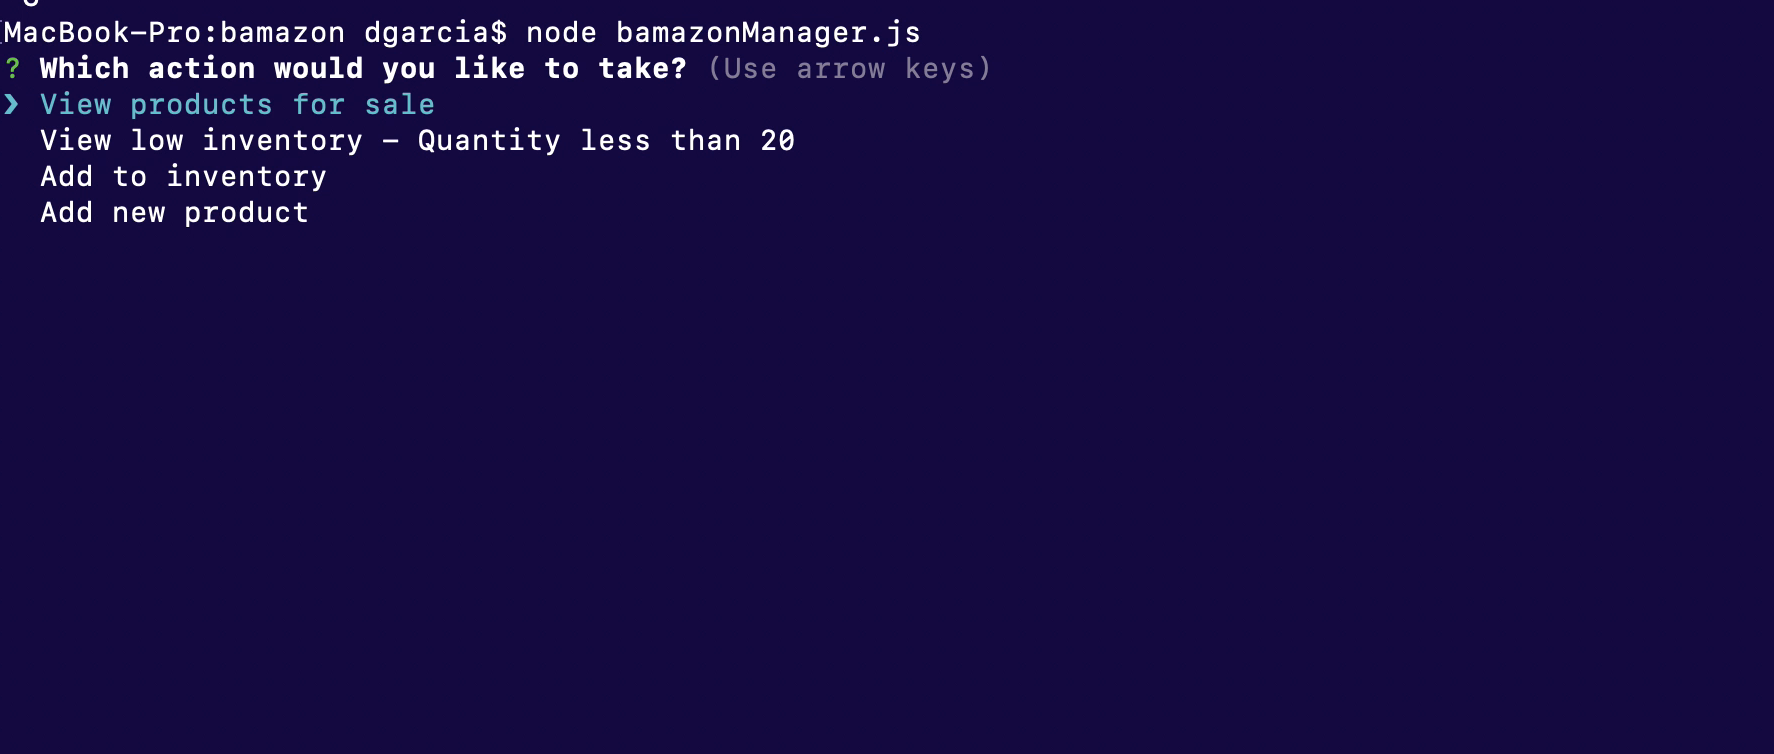 MacBook-Pro:bamazon dgarcia$ node bamazonManager.js
? Which action would you like to take? (Use arrow keys)
❯ View products for sale
View low inventory - Quantity less than 20
Add to inventory
Add new product